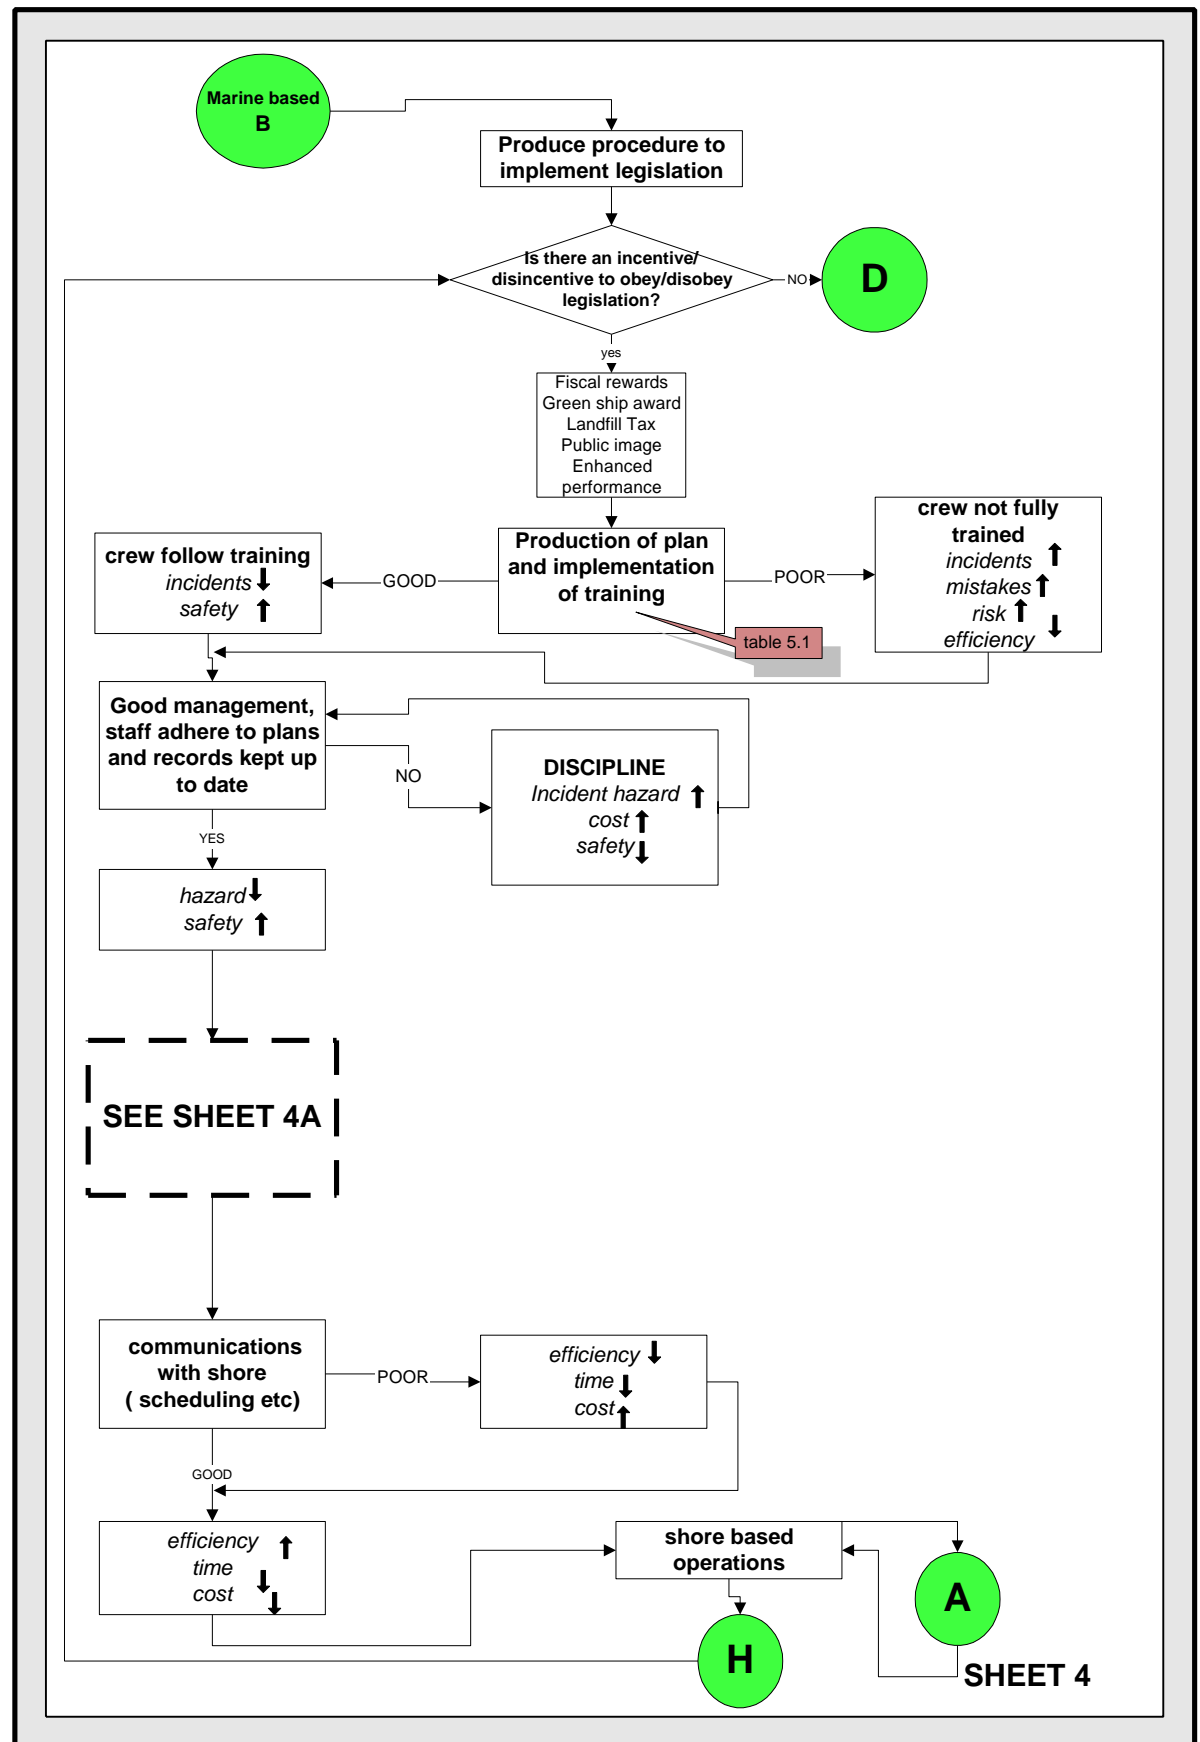 Marine based
B
Produce procedure to
implement legislation
Is there an incentive/
disincentive to obey/disobey
legislation?
NO
D
yes
Fiscal rewards
Green ship award
Landfill Tax
Public image
Enhanced
performance
crew follow training
incidents
safety
GOOD
Production of plan
and implementation
of training
POOR
crew not fully
trained
incidents
mistakes
risk
efficiency
table 5.1
Good management,
staff adhere to plans
and records kept up
to date
NO
DISCIPLINE
Incident hazard
cost
safety
YES
hazard
safety
SEE SHEET 4A
communications
with shore
( scheduling etc)
POOR
efficiency
time
cost
GOOD
efficiency
time
cost
shore based
operations
A
H
SHEET 4